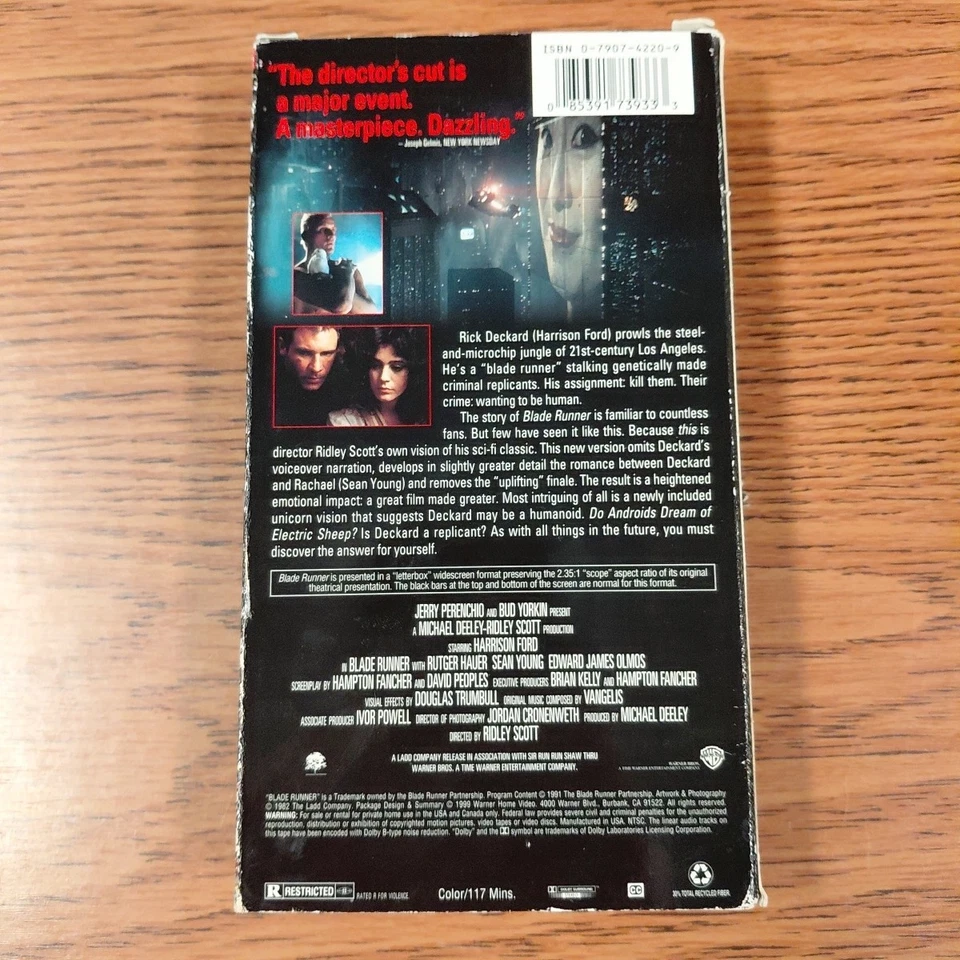 ISBN 0-7907-4220-9
0 85391 73933 3
"The director's cut is
a major event.
A masterpiece. Dazzling."
– Joseph Gelmis, NEW YORK NEWSDAY
Rick Deckard (Harrison Ford) prowls the steel-
and-microchip jungle of 21st-century Los Angeles.
He's a "blade runner" stalking genetically made
criminal replicants. His assignment: kill them. Their
crime: wanting to be human.
The story of Blade Runner is familiar to countless
fans. But few have seen it like this. Because this is
director Ridley Scott's own vision of his sci-fi classic. This new version omits Deckard's
voiceover narration, develops in slightly greater detail the romance between Deckard
and Rachael (Sean Young) and removes the "uplifting" finale. The result is a heightened
emotional impact: a great film made greater. Most intriguing of all is a newly included
unicorn vision that suggests Deckard may be a humanoid. Do Androids Dream of
Electric Sheep? Is Deckard a replicant? As with all things in the future, you must
discover the answer for yourself.
Blade Runner is presented in a "letterbox" widescreen format preserving the 2.35:1 "scope" aspect ratio of its original
theatrical presentation. The black bars at the top and bottom of the screen are normal for this format.
JERRY PERENCHIO AND BUD YORKIN PRESENT
A MICHAEL DEELEY-RIDLEY SCOTT PRODUCTION
STARRING HARRISON FORD
IN BLADE RUNNER WITH RUTGER HAUER SEAN YOUNG EDWARD JAMES OLMOS
SCREENPLAY BY HAMPTON FANCHER AND DAVID PEOPLES EXECUTIVE PRODUCERS BRIAN KELLY AND HAMPTON FANCHER
VISUAL EFFECTS BY DOUGLAS TRUMBULL ORIGINAL MUSIC COMPOSED BY VANGELIS
ASSOCIATE PRODUCER IVOR POWELL DIRECTOR OF PHOTOGRAPHY JORDAN CRONENWETH PRODUCED BY MICHAEL DEELEY
DIRECTED BY RIDLEY SCOTT
A LADD COMPANY RELEASE IN ASSOCIATION WITH SIR RUN RUN SHAW THRU
WARNER BROS. A TIME WARNER ENTERTAINMENT COMPANY.
WARNER BROS.
A TIME WARNER ENTERTAINMENT COMPANY
"BLADE RUNNER" is a Trademark owned by the Blade Runner Partnership. Program Content © 1991 The Blade Runner Partnership. Artwork & Photography
© 1982 The Ladd Company. Package Design & Summary © 1999 Warner Home Video. 4000 Warner Blvd., Burbank, CA 91522. All rights reserved.
WARNING: For sale or rental for private home use in the USA and Canada only. Federal law provides severe civil and criminal penalties for the unauthorized
reproduction, distribution or exhibition of copyrighted motion pictures, video tapes or video discs. Manufactured in USA. NTSC. The linear audio tracks on
this tape have been encoded with Dolby B-type noise reduction. "Dolby" and the DD symbol are trademarks of Dolby Laboratories Licensing Corporation.
R RESTRICTED
RATED R FOR VIOLENCE.
Color/117 Mins.
DOLBY SURROUND
CC
30% TOTAL RECYCLED FIBER.